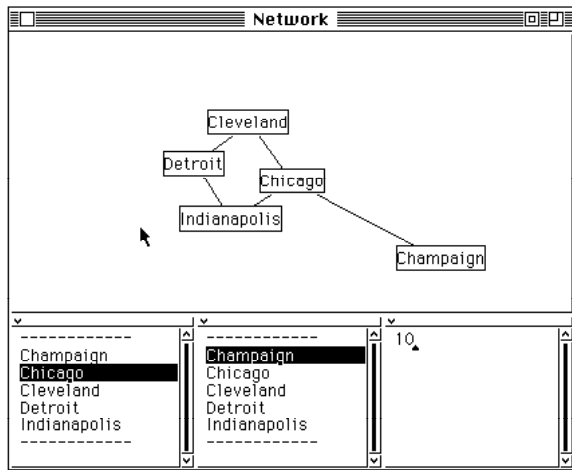 Network
Cleveland
Detroit
Chicago
Indianapolis
Champaign
-------------
Champaign
Chicago
Cleveland
Detroit
Indianapolis
-------------
-------------
Champaign
Chicago
Cleveland
Detroit
Indianapolis
-------------
10